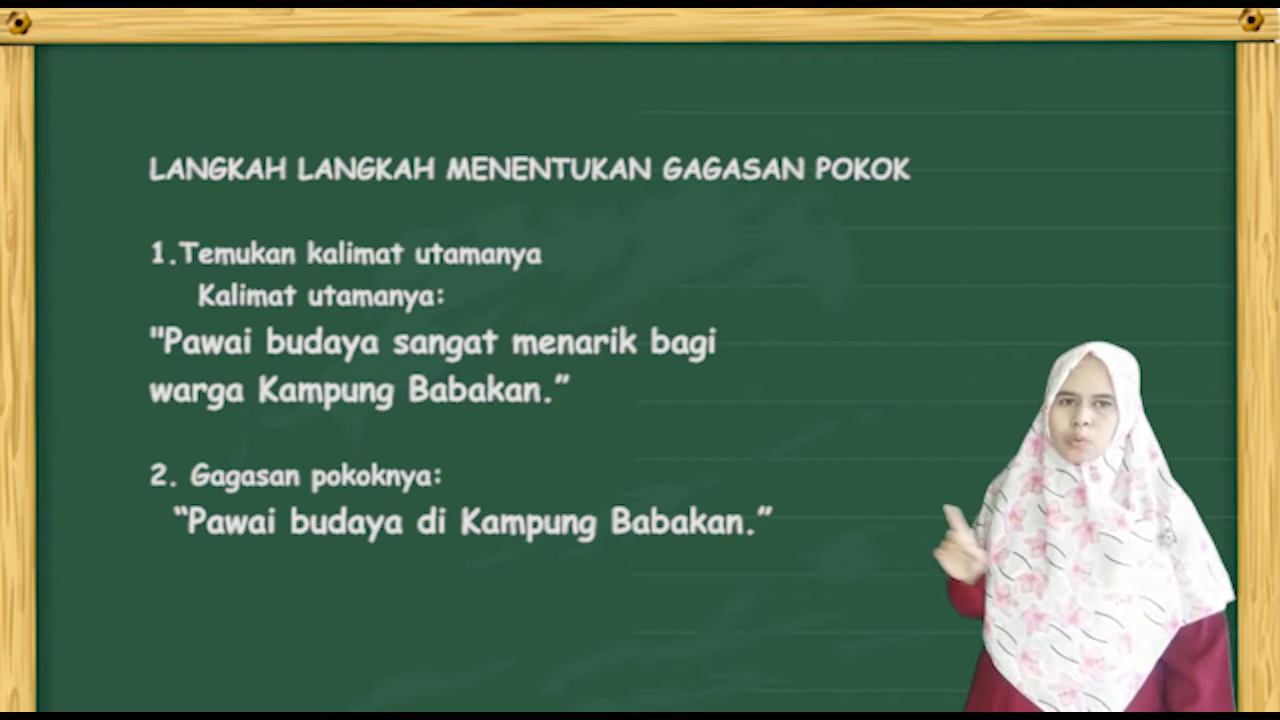 LANGKAH LANGKAH MENENTUKAN GAGASAN POKOK
1.Temukan kalimat utamanya
Kalimat utamanya:
"Pawai budaya sangat menarik bagi
warga Kampung Babakan.”
2. Gagasan pokoknya:
“Pawai budaya di Kampung Babakan.”